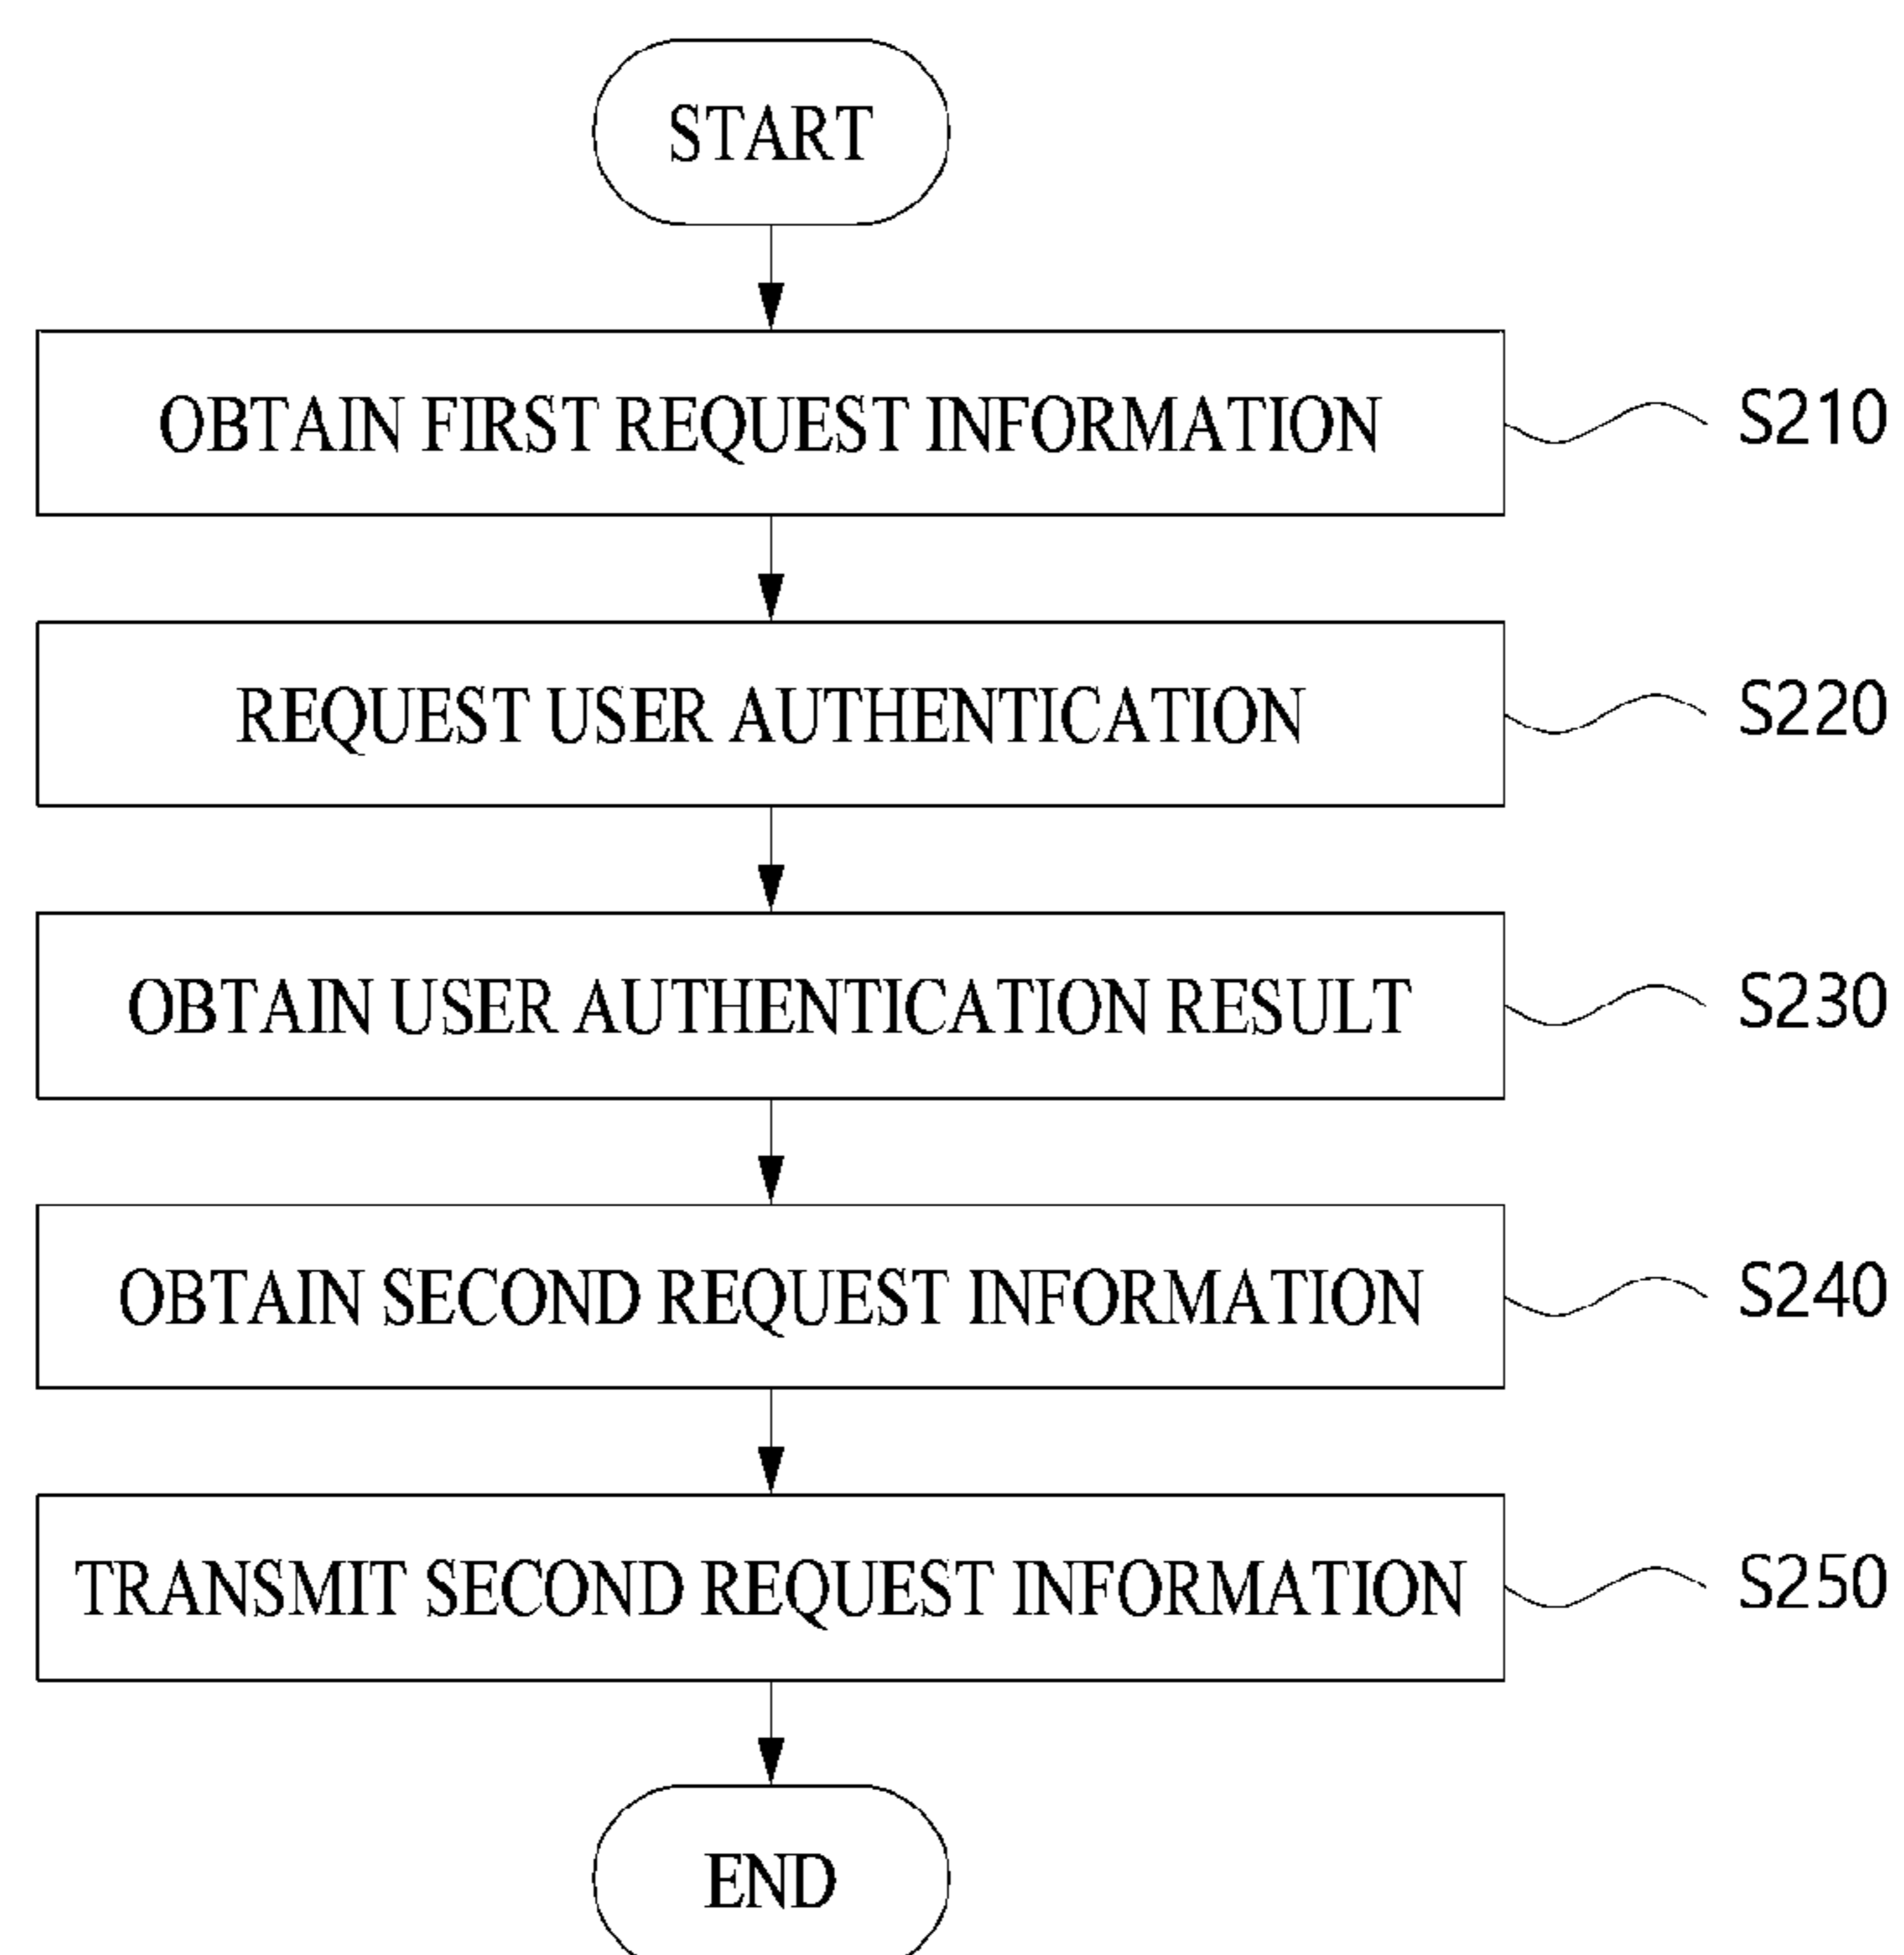 START
OBTAIN FIRST REQUEST INFORMATION S210
REQUEST USER AUTHENTICATION S220
OBTAIN USER AUTHENTICATION RESULT S230
OBTAIN SECOND REQUEST INFORMATION S240
TRANSMIT SECOND REQUEST INFORMATION S250
END